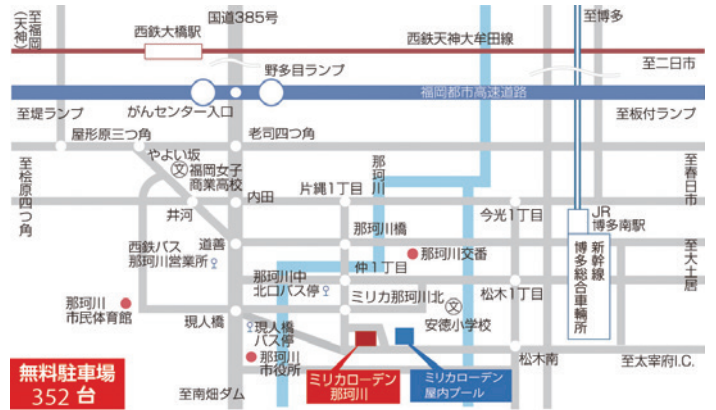 至福岡
（天神）
国道385号
至博多
西鉄大橋駅
西鉄天神大牟田線
至二日市
野多目ランプ
福岡都市高速道路
至堤ランプ
がんセンター入口
至板付ランプ
屋形原三つ角
老司四つ角
やよい坂
文
福岡女子
商業高校
那珂川
至桧原四つ角
至春日市
井河
内田
片縄1丁目
今光1丁目
JR
博多南駅
道善
那珂川橋
西鉄バス
那珂川営業所
那珂川交番
新幹線
博多総合車輛所
至大土居
仲1丁目
那珂川中
北口バス停
ミリカ那珂川北
松木1丁目
那珂川
市民体育館
現人橋
文
安徳小学校
現人橋
バス停
那珂川
市役所
松木南
至太宰府I.C.
無料駐車場
352台
至南畑ダム
ミリカローデン
那珂川
ミリカローデン
屋内プール